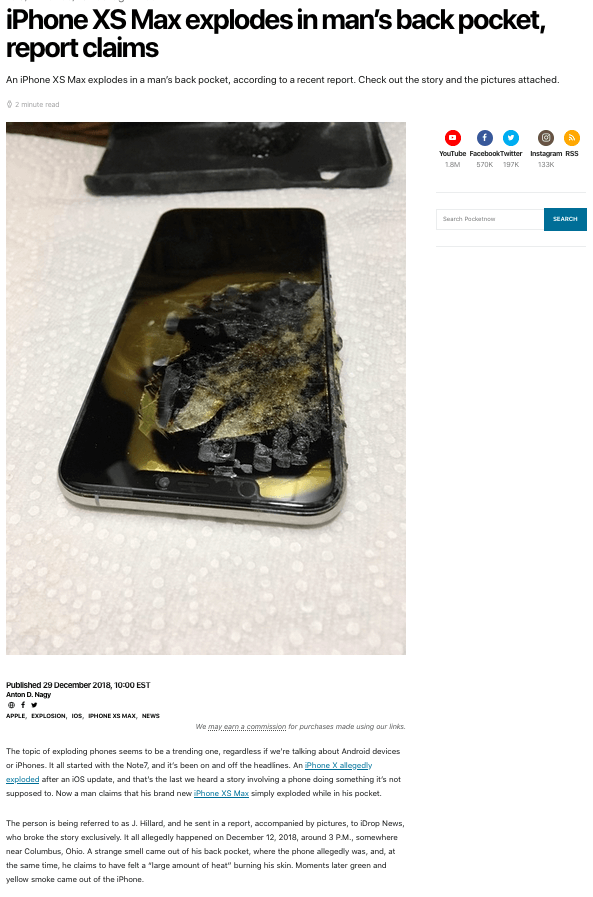 iPhone XS Max explodes in man’s back pocket,
report claims
An iPhone XS Max explodes in a man’s back pocket, according to a recent report. Check out the story and the pictures attached.
2 minute read
YouTube Facebook Twitter Instagram RSS
1.8M 570K 197K 133K
Search Pocketnow SEARCH
Published 29 December 2018, 10:00 EST
Anton D. Nagy
APPLE, EXPLOSION, IOS, IPHONE XS MAX, NEWS
We may earn a commission for purchases made using our links.
The topic of exploding phones seems to be a trending one, regardless if we’re talking about Android devices
or iPhones. It all started with the Note7, and it’s been on and off the headlines. An iPhone X allegedly
exploded after an iOS update, and that’s the last we heard a story involving a phone doing something it’s not
supposed to. Now a man claims that his brand new iPhone XS Max simply exploded while in his pocket.
The person is being referred to as J. Hillard, and he sent in a report, accompanied by pictures, to iDrop News,
who broke the story exclusively. It all allegedly happened on December 12, 2018, around 3 P.M., somewhere
near Columbus, Ohio. A strange smell came out of his back pocket, where the phone allegedly was, and, at
the same time, he claims to have felt a “large amount of heat” burning his skin. Moments later green and
yellow smoke came out of the iPhone.